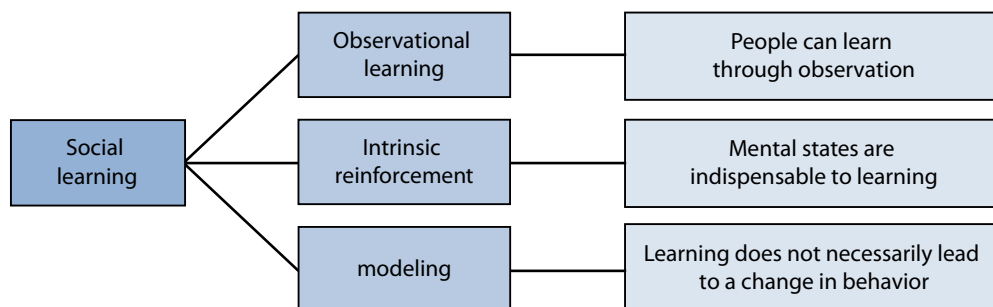 Social
learning
Observational
learning
People can learn
through observation
Intrinsic
reinforcement
Mental states are
indispensable to learning
modeling
Learning does not necessarily lead
to a change in behavior